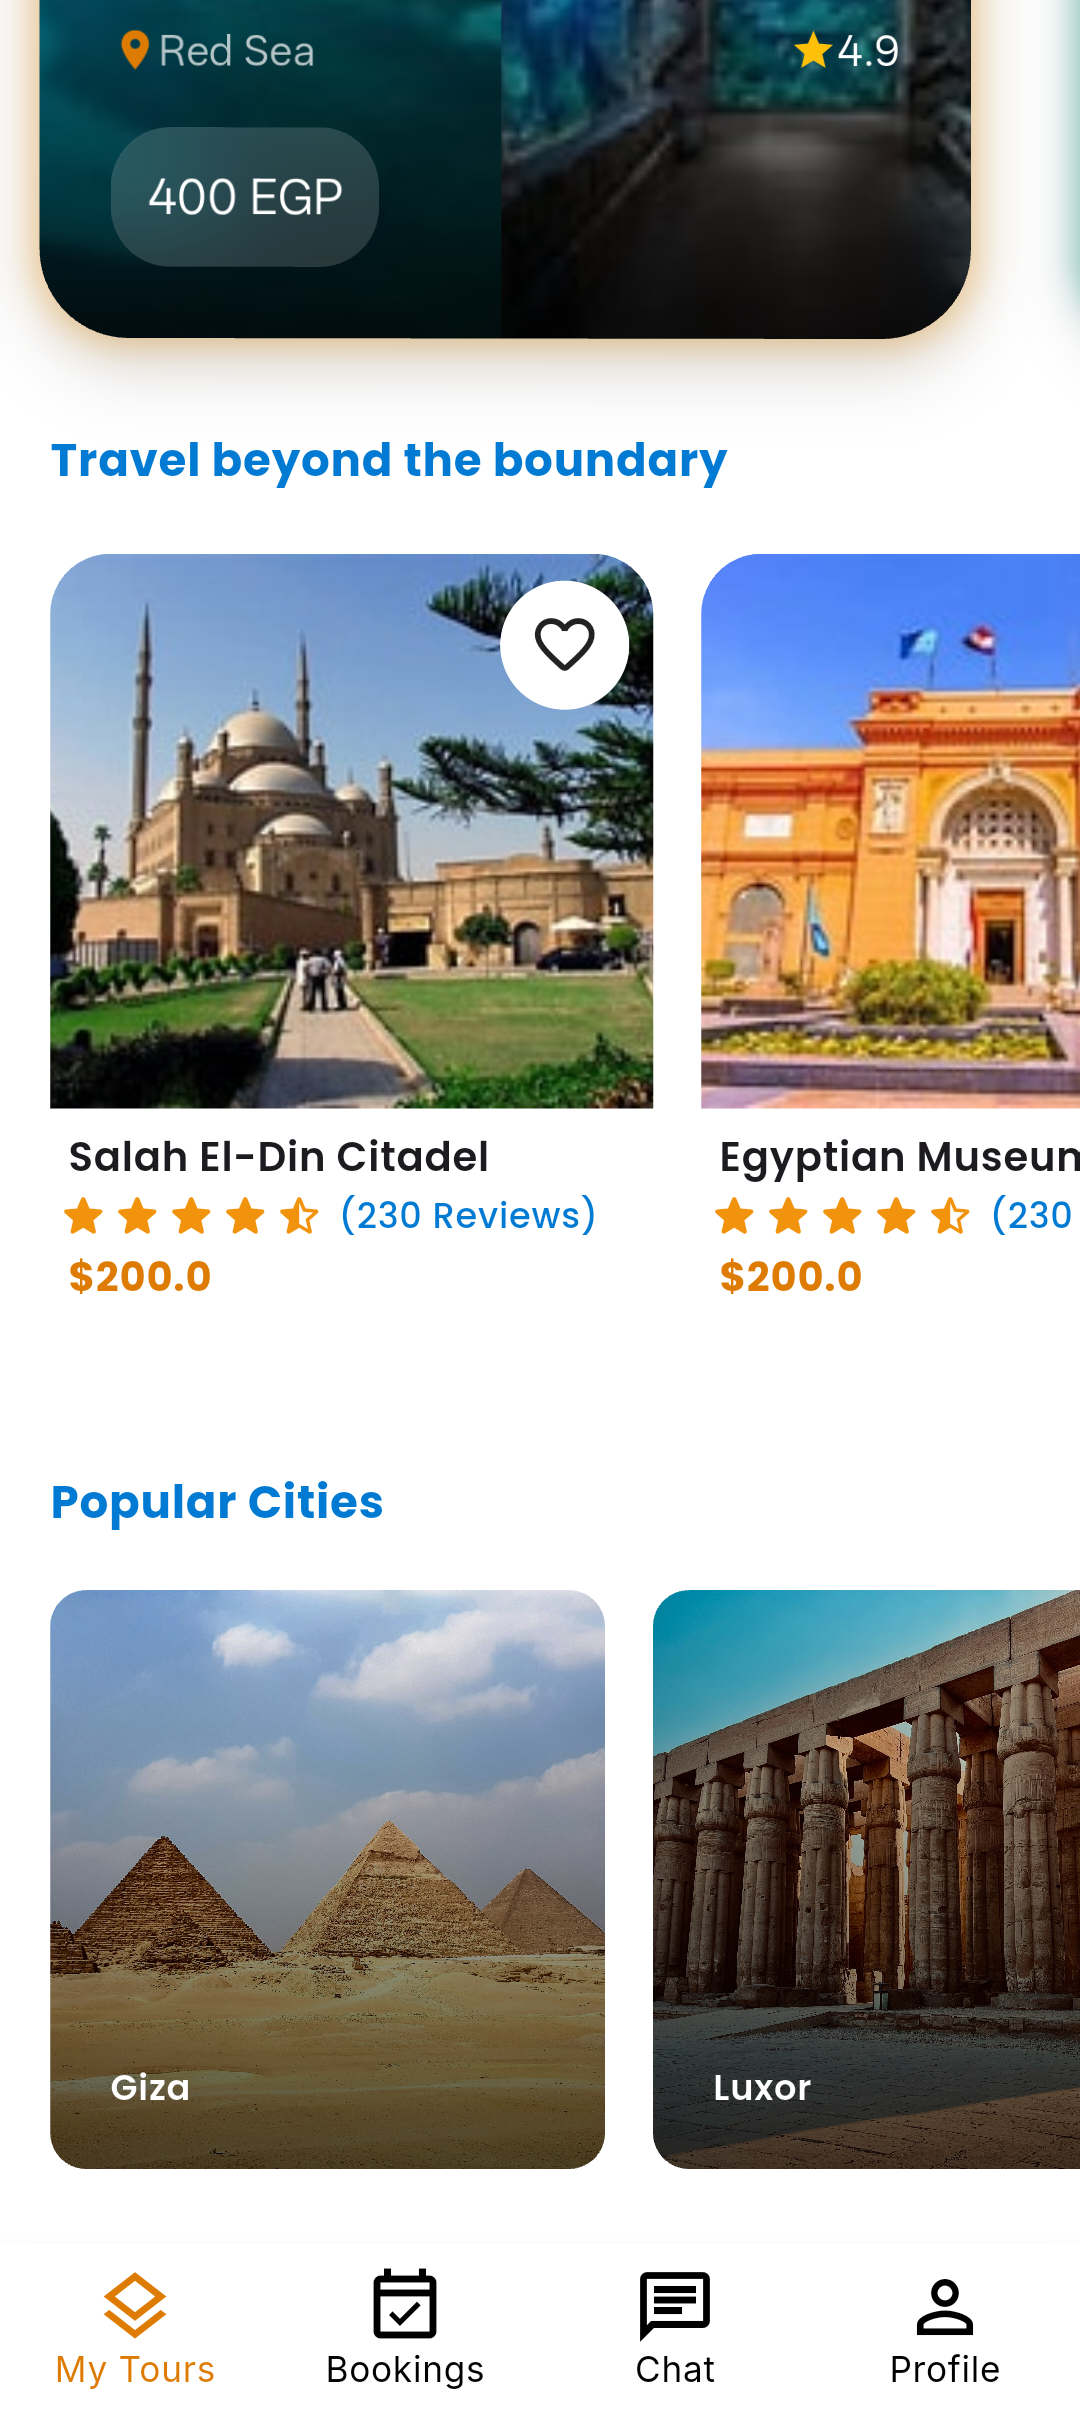 Red Sea
4.9
400 EGP
Travel beyond the boundary
Salah El-Din Citadel
(230 Reviews)
$200.0
Egyptian Museum
(230
$200.0
Popular Cities
Giza
Luxor
My Tours
Bookings
Chat
Profile